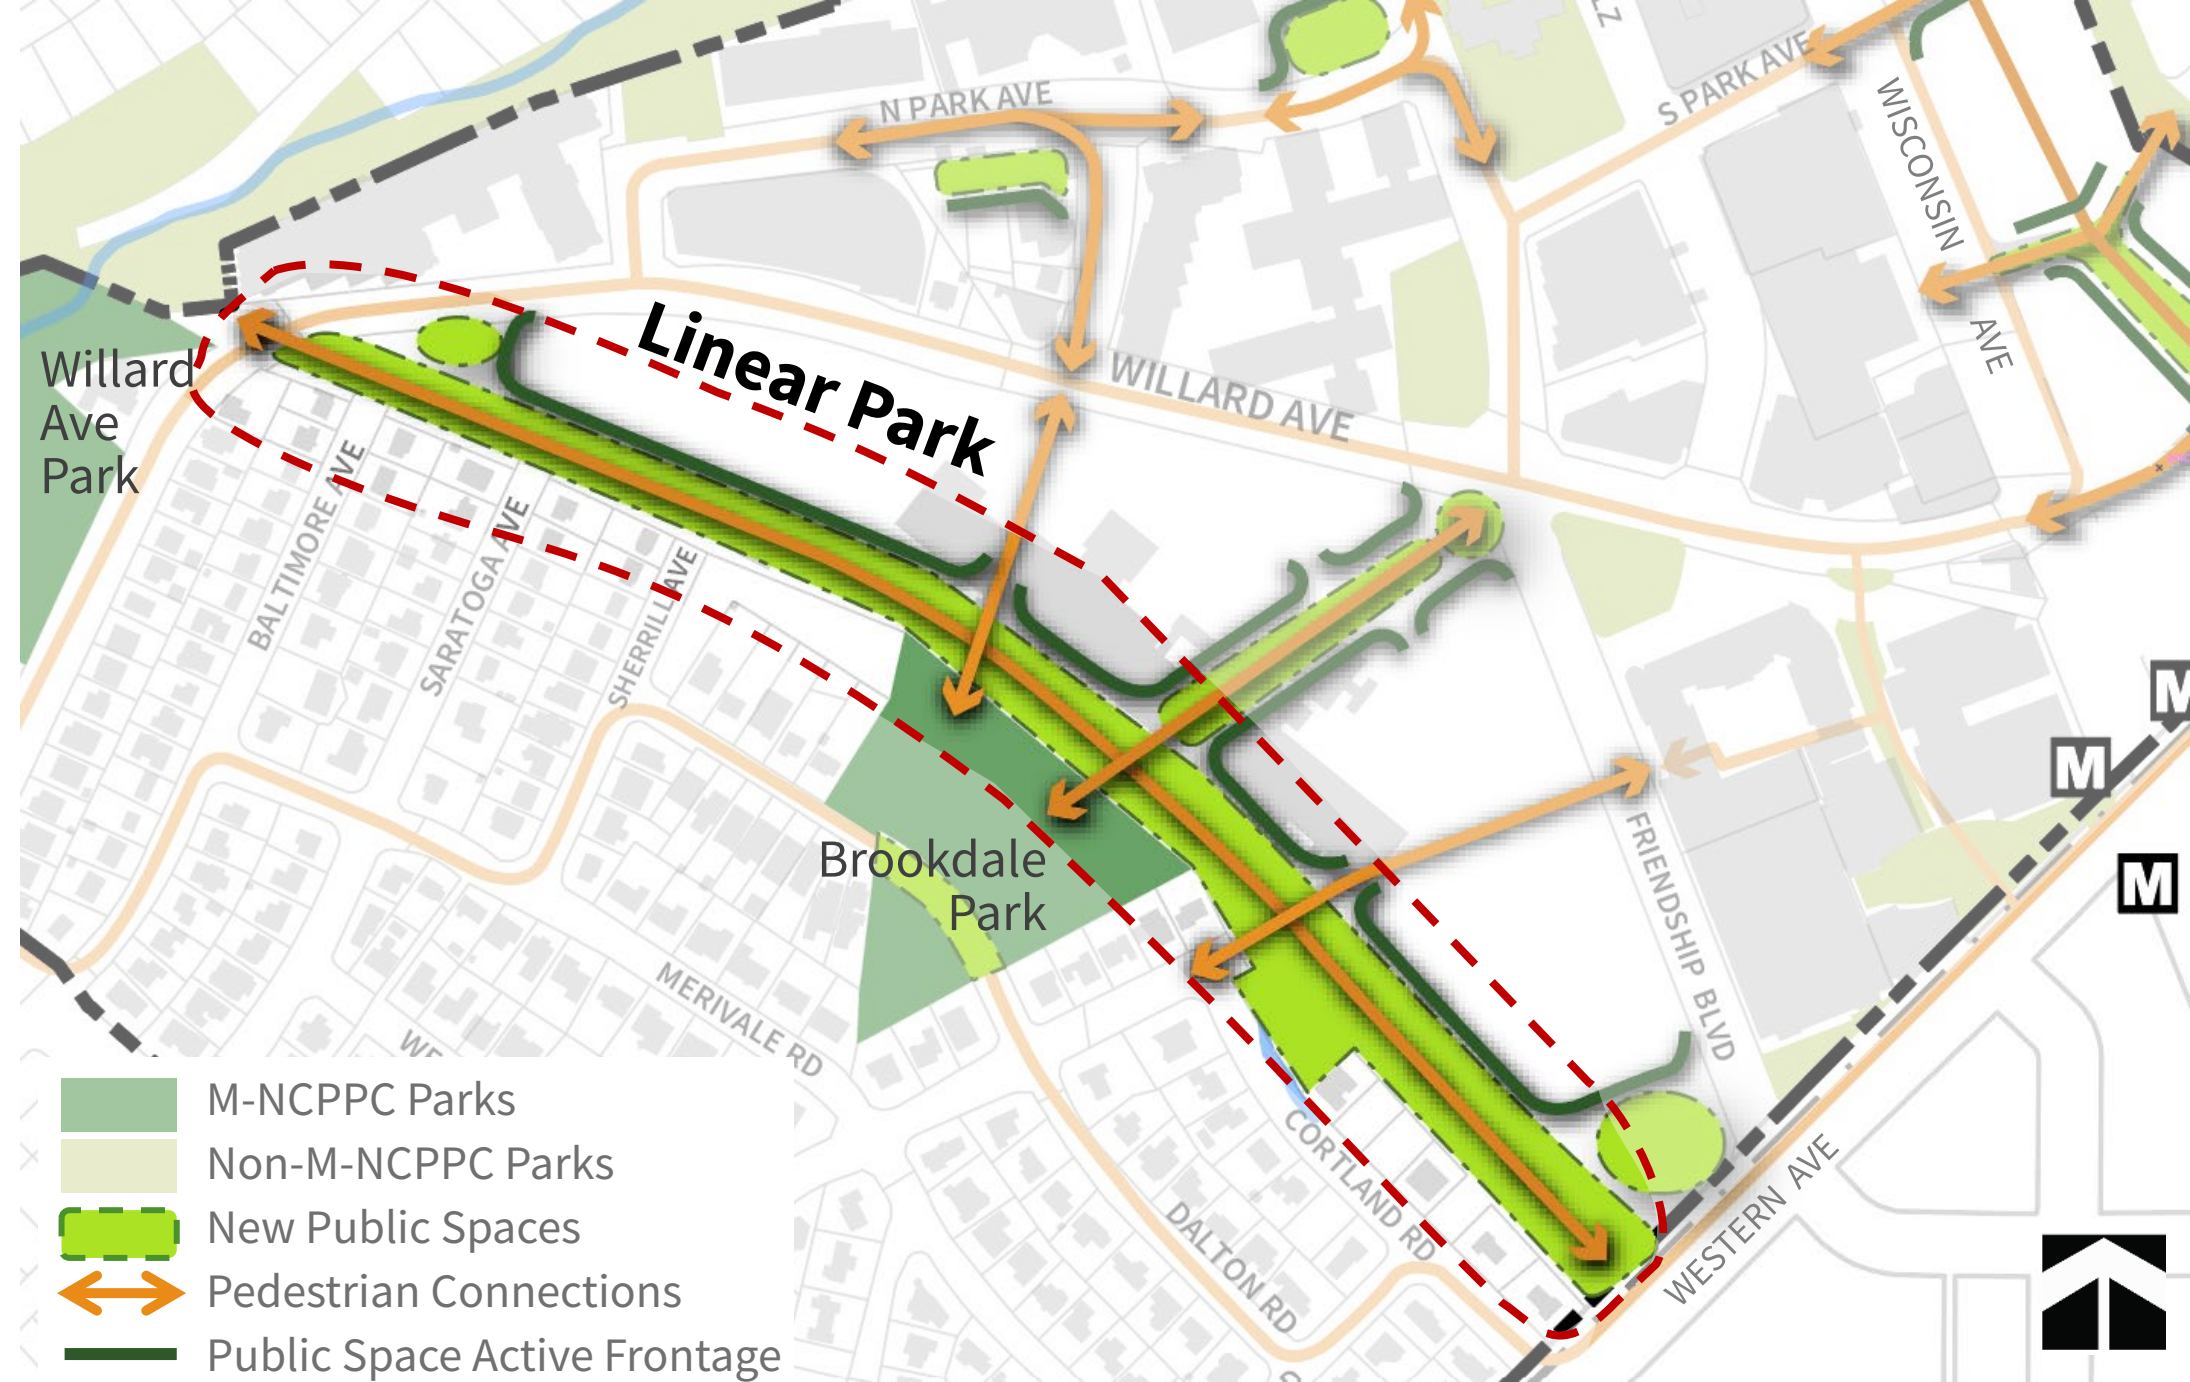 N PARK AVE
S PARK AVE
WISCONSIN
AVE
Linear Park
WILLARD AVE
Willard
Ave
Park
BALTIMORE AVE
SARATOGA AVE
SHERRILL AVE
M
M
M
Brookdale
Park
FRIENDSHIP BLVD
MERIVALE RD
CORTLAND RD
DALTON RD
WESTERN AVE
M-NCPPC Parks
Non-M-NCPPC Parks
New Public Spaces
Pedestrian Connections
Public Space Active Frontage